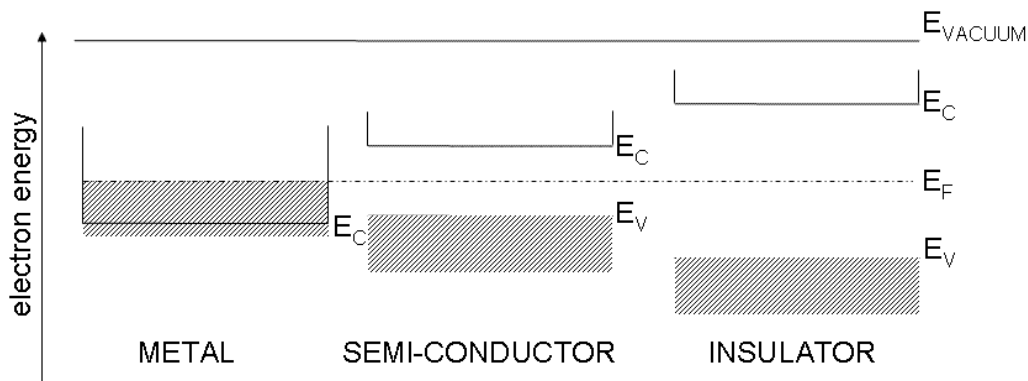 E_VACUUM
E_C
E_C
E_F
E_V
E_C
E_V
electron energy
METAL
SEMI-CONDUCTOR
INSULATOR